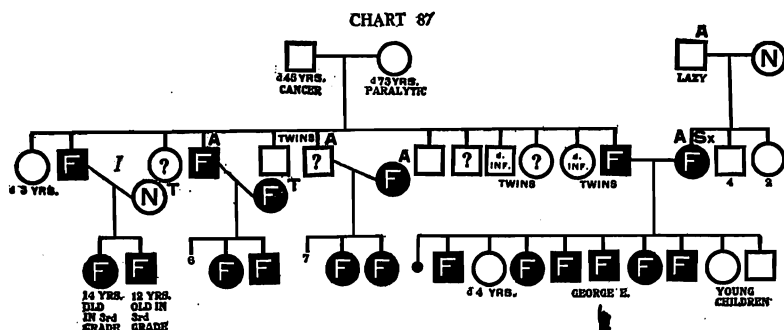 CHART 87
A
N
d 45 YRS.
CANCER
d 73 YRS.
PARALYTIC
LAZY
A TWINS A A Sx
F I ? F ? A ? d. INF. ? d. INF. F F
d 3 YRS. N T F T F TWINS TWINS 4 2
6 7
F F F F F F F F F F F F
14 YRS.
OLD
IN 3rd
GRADE
12 YRS.
OLD IN
3rd
GRADE
d 4 YRS.
GEORGE E.
YOUNG
CHILDREN